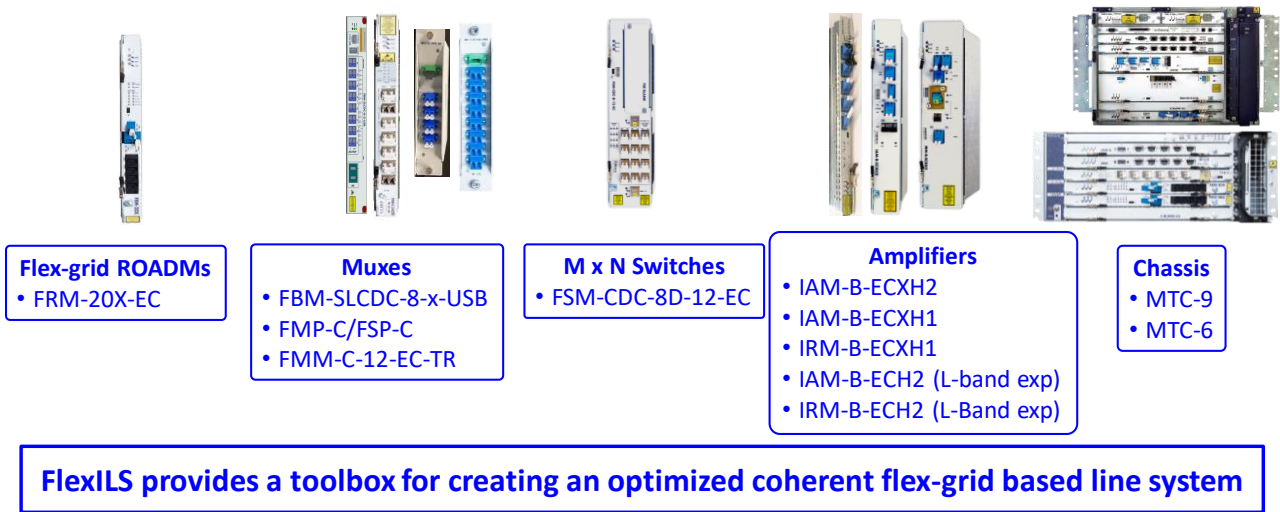 Flex-grid ROADMs
• FRM-20X-EC
Muxes
• FBM-SLCDC-8-x-USB
• FMP-C/FSP-C
• FMM-C-12-EC-TR
M x N Switches
• FSM-CDC-8D-12-EC
Amplifiers
• IAM-B-ECXH2
• IAM-B-ECXH1
• IRM-B-ECXH1
• IAM-B-ECH2 (L-band exp)
• IRM-B-ECH2 (L-Band exp)
Chassis
• MTC-9
• MTC-6
FlexILS provides a toolbox for creating an optimized coherent flex-grid based line system